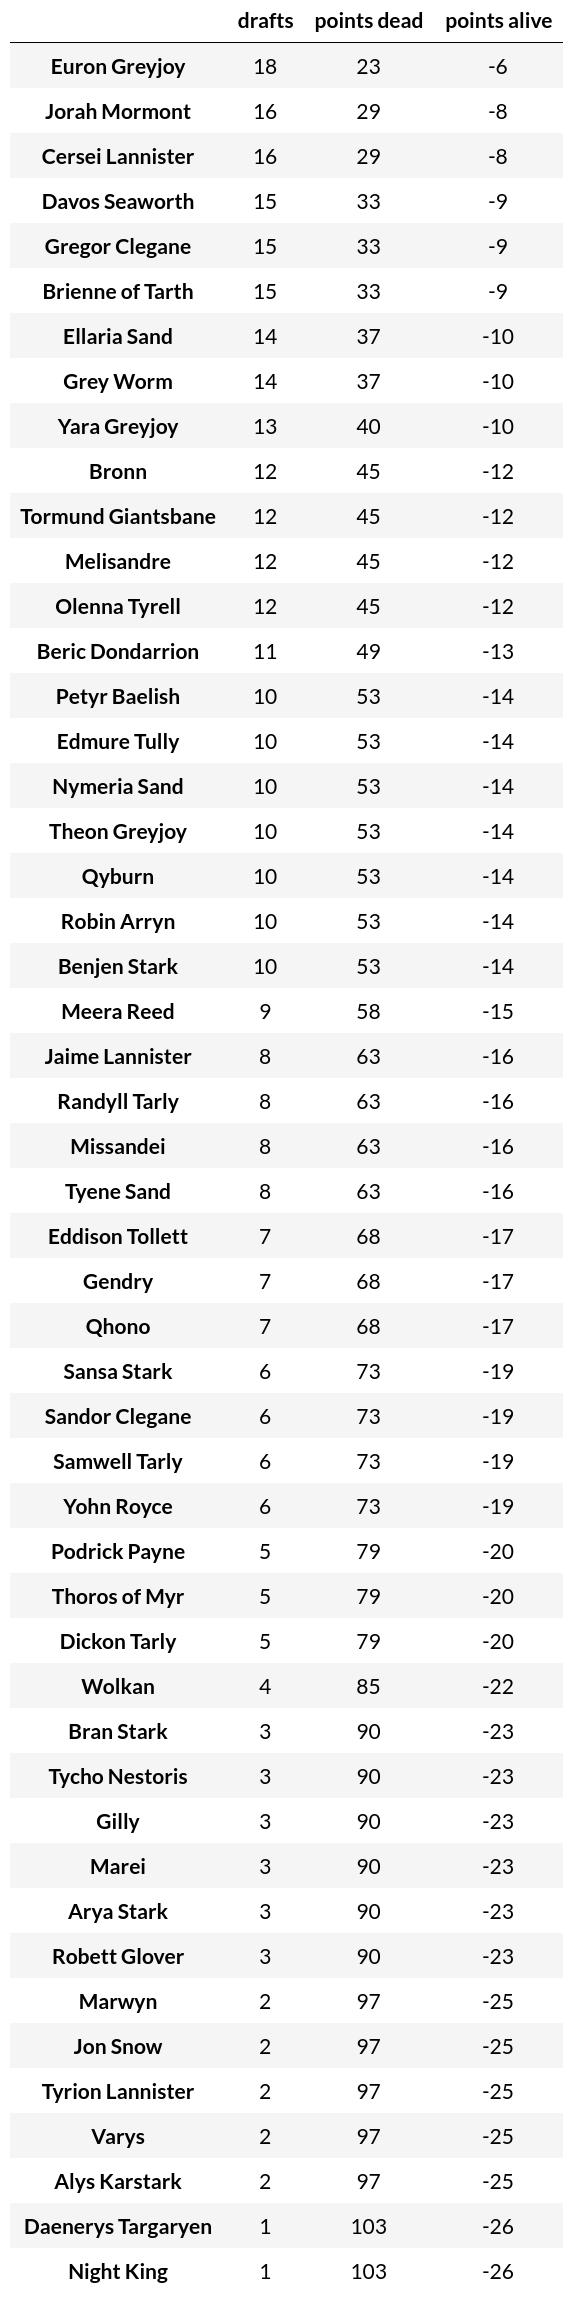 drafts points dead points alive
Euron Greyjoy 18 23 -6
Jorah Mormont 16 29 -8
Cersei Lannister 16 29 -8
Davos Seaworth 15 33 -9
Gregor Clegane 15 33 -9
Brienne of Tarth 15 33 -9
Ellaria Sand 14 37 -10
Grey Worm 14 37 -10
Yara Greyjoy 13 40 -10
Bronn 12 45 -12
Tormund Giantsbane 12 45 -12
Melisandre 12 45 -12
Olenna Tyrell 12 45 -12
Beric Dondarrion 11 49 -13
Petyr Baelish 10 53 -14
Edmure Tully 10 53 -14
Nymeria Sand 10 53 -14
Theon Greyjoy 10 53 -14
Qyburn 10 53 -14
Robin Arryn 10 53 -14
Benjen Stark 10 53 -14
Meera Reed 9 58 -15
Jaime Lannister 8 63 -16
Randyll Tarly 8 63 -16
Missandei 8 63 -16
Tyene Sand 8 63 -16
Eddison Tollett 7 68 -17
Gendry 7 68 -17
Qhono 7 68 -17
Sansa Stark 6 73 -19
Sandor Clegane 6 73 -19
Samwell Tarly 6 73 -19
Yohn Royce 6 73 -19
Podrick Payne 5 79 -20
Thoros of Myr 5 79 -20
Dickon Tarly 5 79 -20
Wolkan 4 85 -22
Bran Stark 3 90 -23
Tycho Nestoris 3 90 -23
Gilly 3 90 -23
Marei 3 90 -23
Arya Stark 3 90 -23
Robett Glover 3 90 -23
Marwyn 2 97 -25
Jon Snow 2 97 -25
Tyrion Lannister 2 97 -25
Varys 2 97 -25
Alys Karstark 2 97 -25
Daenerys Targaryen 1 103 -26
Night King 1 103 -26